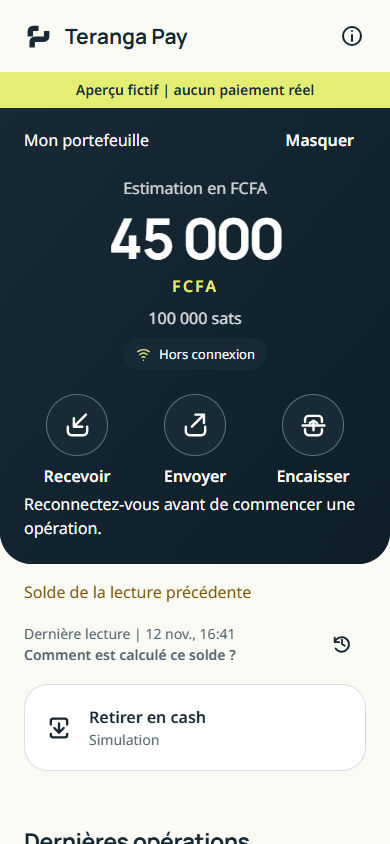 Teranga Pay
Aperçu fictif | aucun paiement réel
Mon portefeuille
Masquer
Estimation en FCFA
45 000
FCFA
100 000 sats
Hors connexion
Recevoir
Envoyer
Encaisser
Reconnectez-vous avant de commencer une
opération.
Solde de la lecture précédente
Dernière lecture | 12 nov., 16:41
Comment est calculé ce solde ?
Retirer en cash
Simulation
Dernières opérations